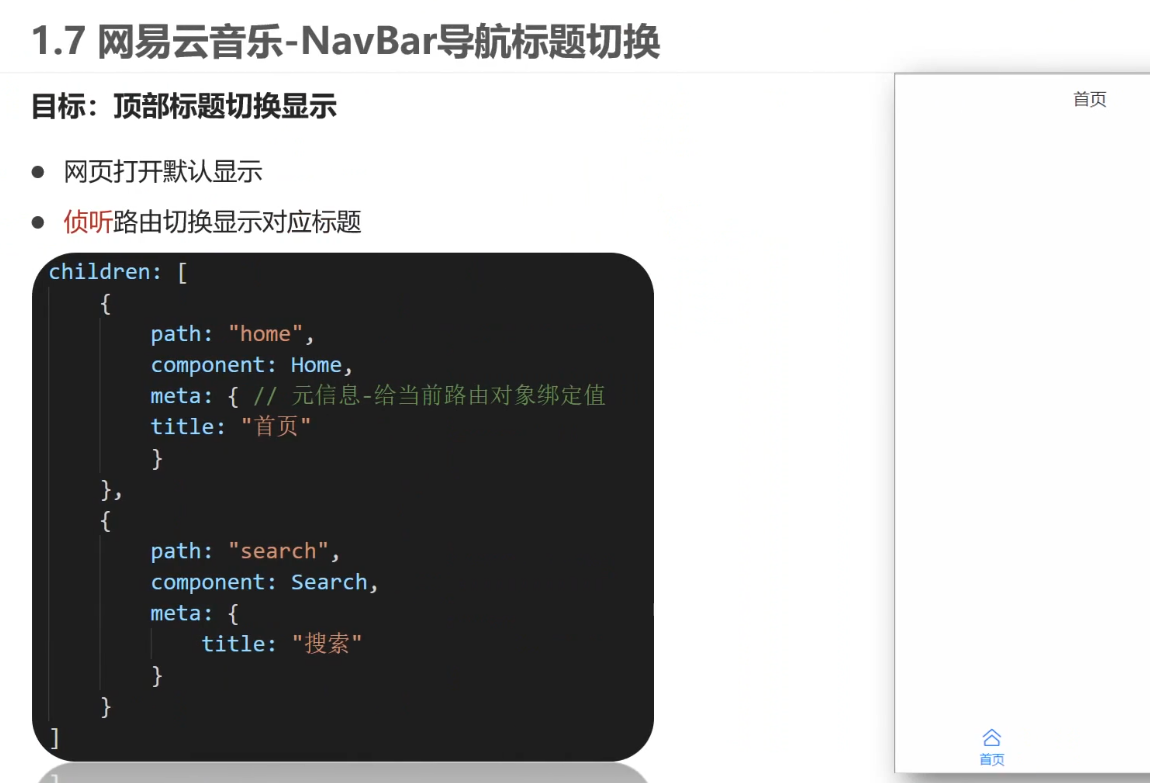 1.7 网易云音乐-NavBar导航标题切换
目标：顶部标题切换显示
网页打开默认显示
侦听路由切换显示对应标题
children: [
{
path: "home",
component: Home,
meta: { // 元信息-给当前路由对象绑定值
title: "首页"
}
},
{
path: "search",
component: Search,
meta: {
title: "搜索"
}
}
]
首页
首页